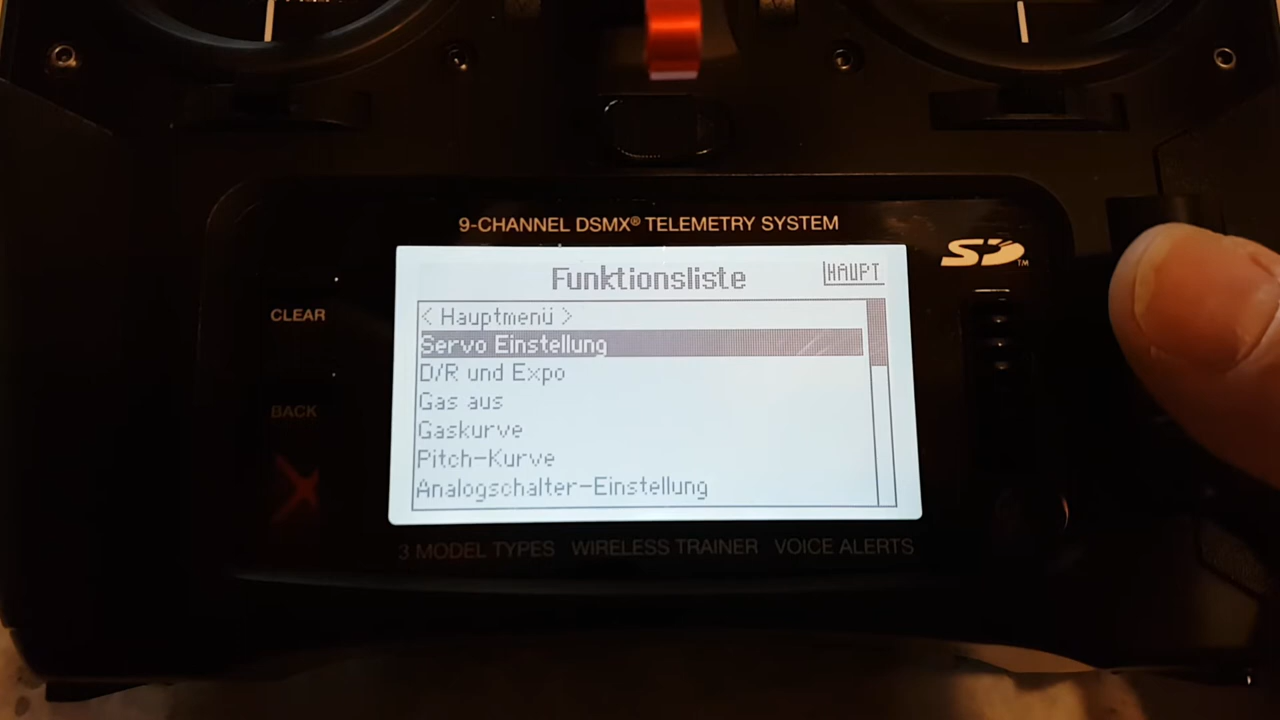 9-CHANNEL DSMX® TELEMETRY SYSTEM
Funktionsliste
HAUPT
SD™
CLEAR
< Hauptmenü >
Servo Einstellung
D/R und Expo
Gas aus
BACK
Gaskurve
Pitch-Kurve
Analogschalter-Einstellung
3 MODEL TYPES WIRELESS TRAINER VOICE ALERTS